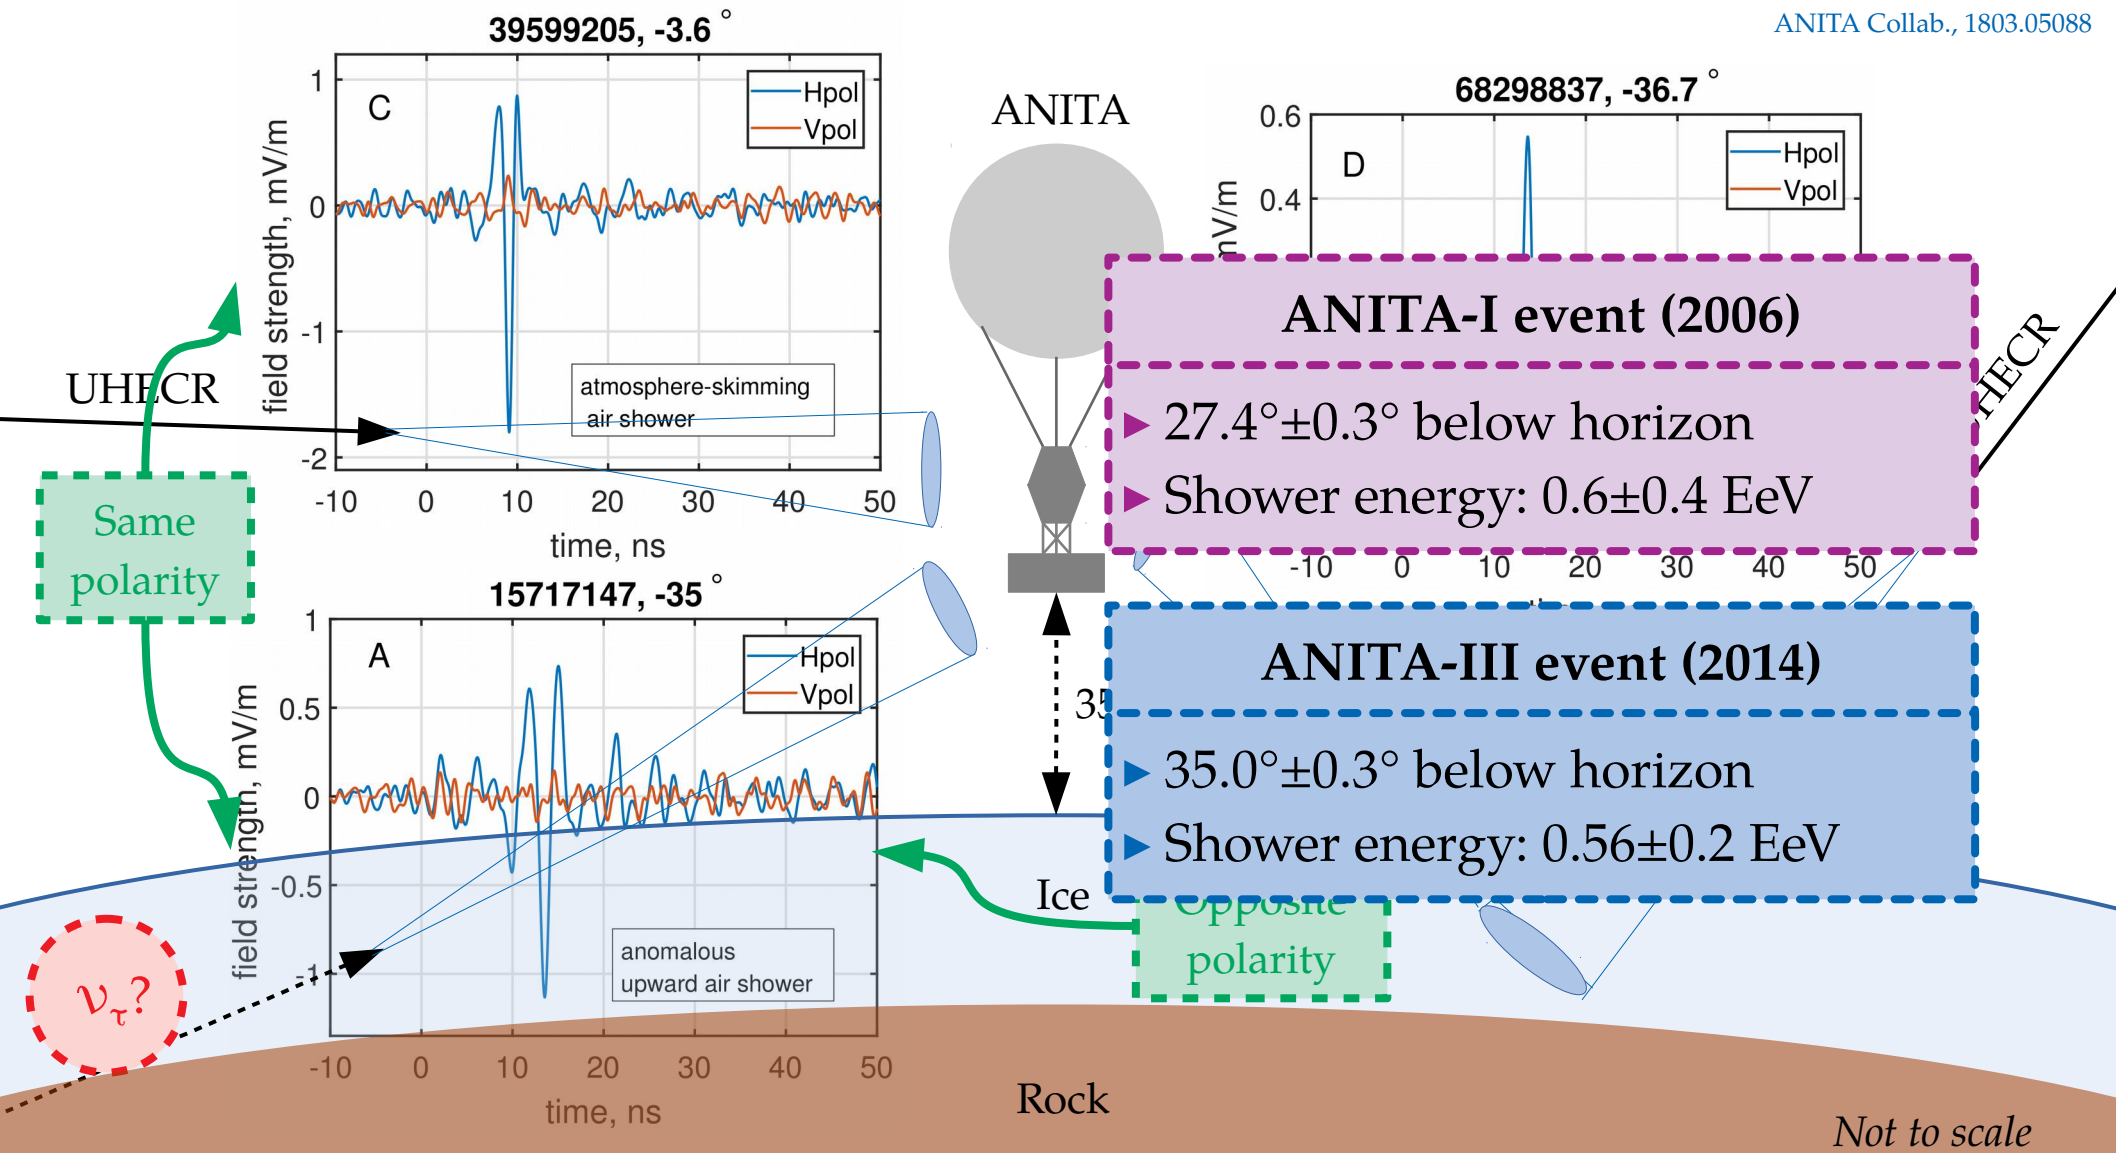 ANITA Collab., 1803.05088
39599205, -3.6 °
C
Hpol
Vpol
1
0
-1
-2
field strength, mV/m
atmosphere-skimming
air shower
-10 0 10 20 30 40 50
time, ns
UHECR
Same
polarity
ANITA
68298837, -36.7 °
D
Hpol
Vpol
0.6
0.4
mV/m
-10 0 10 20 30 40 50
ANITA-I event (2006)
27.4°±0.3° below horizon
Shower energy: 0.6±0.4 EeV
ANITA-III event (2014)
35.0°±0.3° below horizon
Shower energy: 0.56±0.2 EeV
35
15717147, -35 °
A
Hpol
Vpol
1
0.5
0
-0.5
-1
field strength, mV/m
anomalous
upward air shower
-10 0 10 20 30 40 50
time, ns
ντ?
Ice
Opposite
polarity
Rock
Not to scale